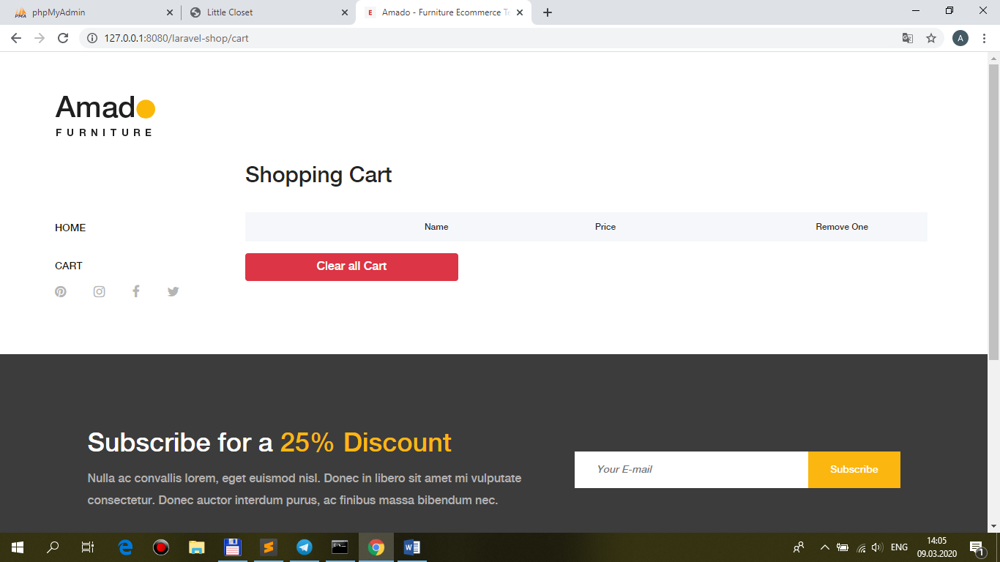 phpMyAdmin
Little Closet
Amado - Furniture Ecommerce Te
127.0.0.1:8080/laravel-shop/cart
A
Amado
FURNITURE
Shopping Cart
HOME
CART
Name Price Remove One
Clear all Cart
Subscribe for a 25% Discount
Nulla ac convallis lorem, eget euismod nisl. Donec in libero sit amet mi vulputate
consectetur. Donec auctor interdum purus, ac finibus massa bibendum nec.
Your E-mail
Subscribe
ENG
14:05
09.03.2020
1